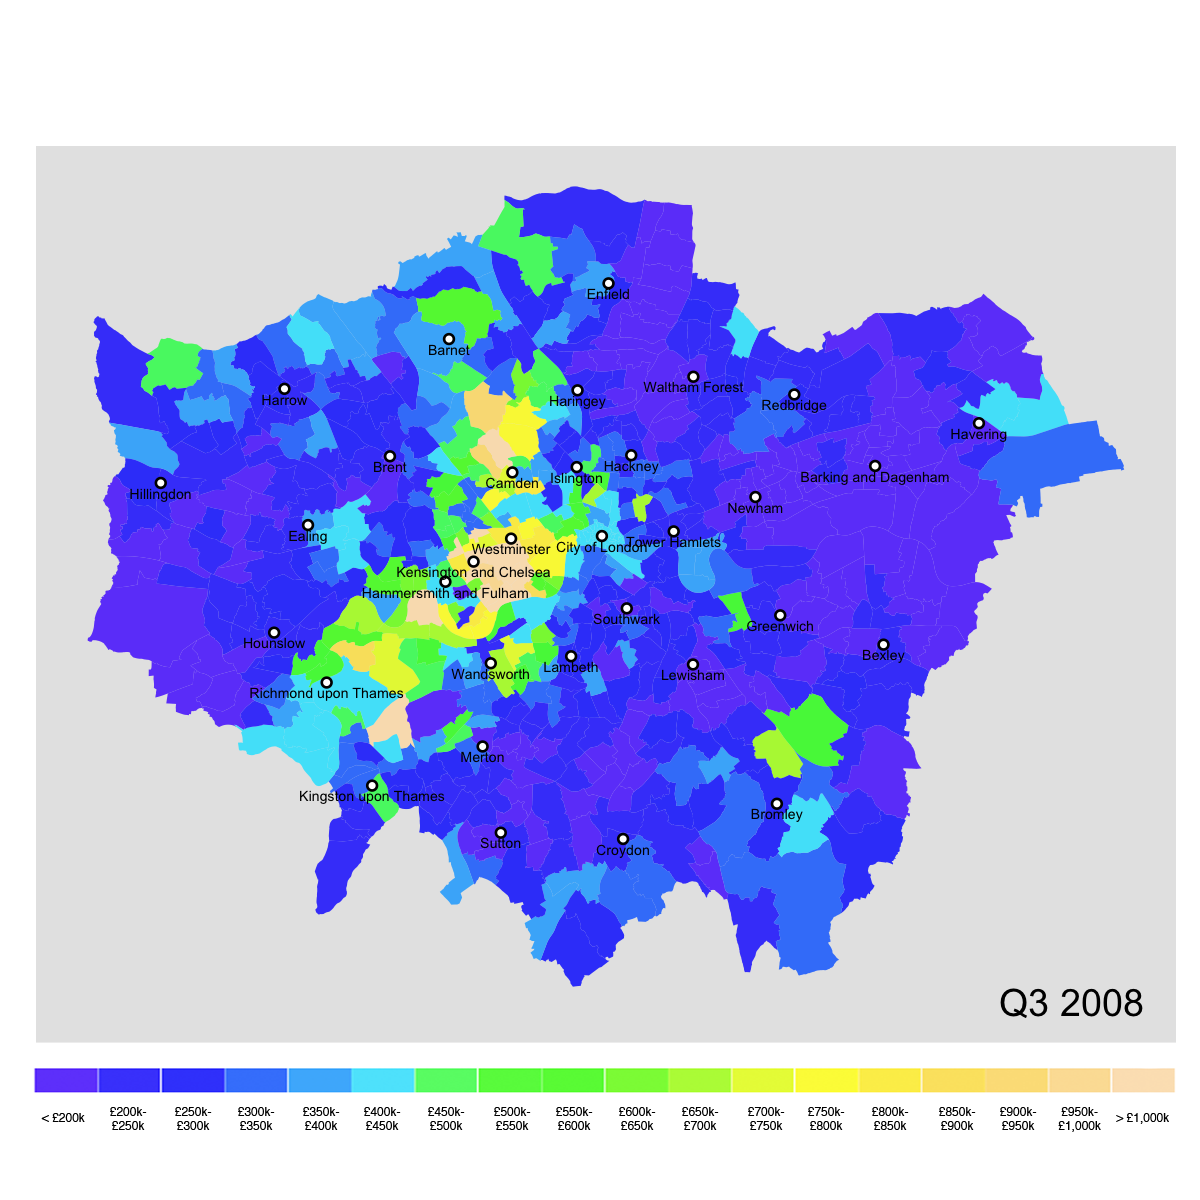 Enfield
Barnet
Waltham Forest
Harrow
Haringey
Redbridge
Havering
Brent
Hackney
Camden
Islington
Barking and Dagenham
Hillingdon
Newham
Ealing
Westminster
City of London
Tower Hamlets
Kensington and Chelsea
Hammersmith and Fulham
Southwark
Greenwich
Hounslow
Bexley
Wandsworth
Lambeth
Lewisham
Richmond upon Thames
Merton
Kingston upon Thames
Bromley
Sutton
Croydon
Q3 2008
< £200k
£200k-
£250k
£250k-
£300k
£300k-
£350k
£350k-
£400k
£400k-
£450k
£450k-
£500k
£500k-
£550k
£550k-
£600k
£600k-
£650k
£650k-
£700k
£700k-
£750k
£750k-
£800k
£800k-
£850k
£850k-
£900k
£900k-
£950k
£950k-
£1,000k
> £1,000k